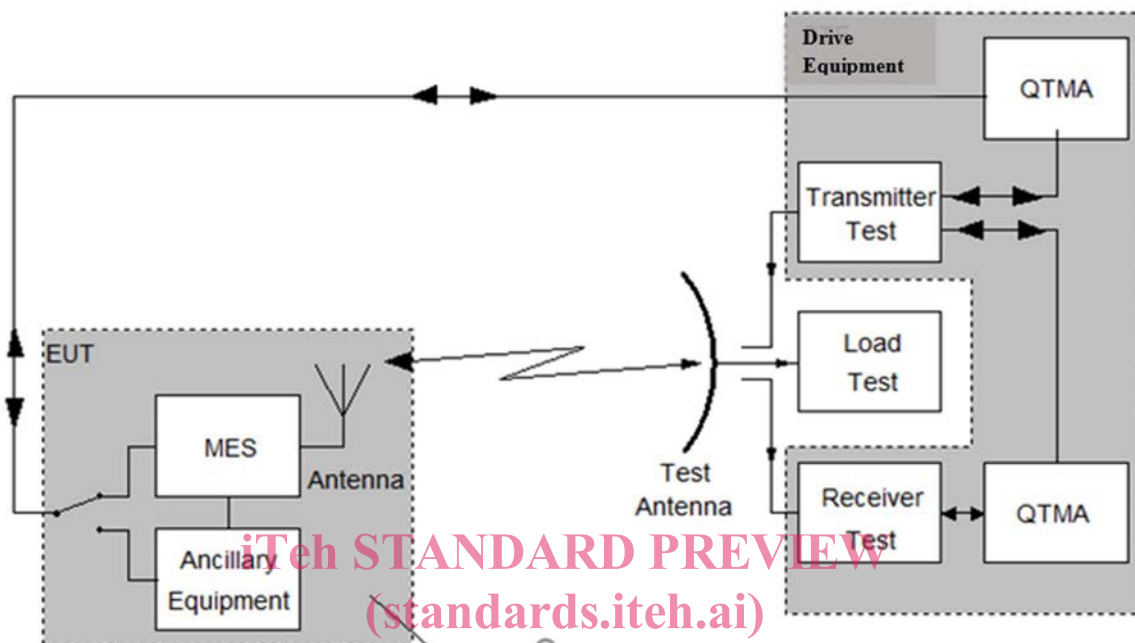 Drive
Equipment
QTMA
Transmitter
Test
Load
Test
EUT
MES
Antenna
Test
Antenna
Receiver
Test
QTMA
Ancillary
Equipment
iTeh STANDARD PREVIEW
(standards.iteh.ai)